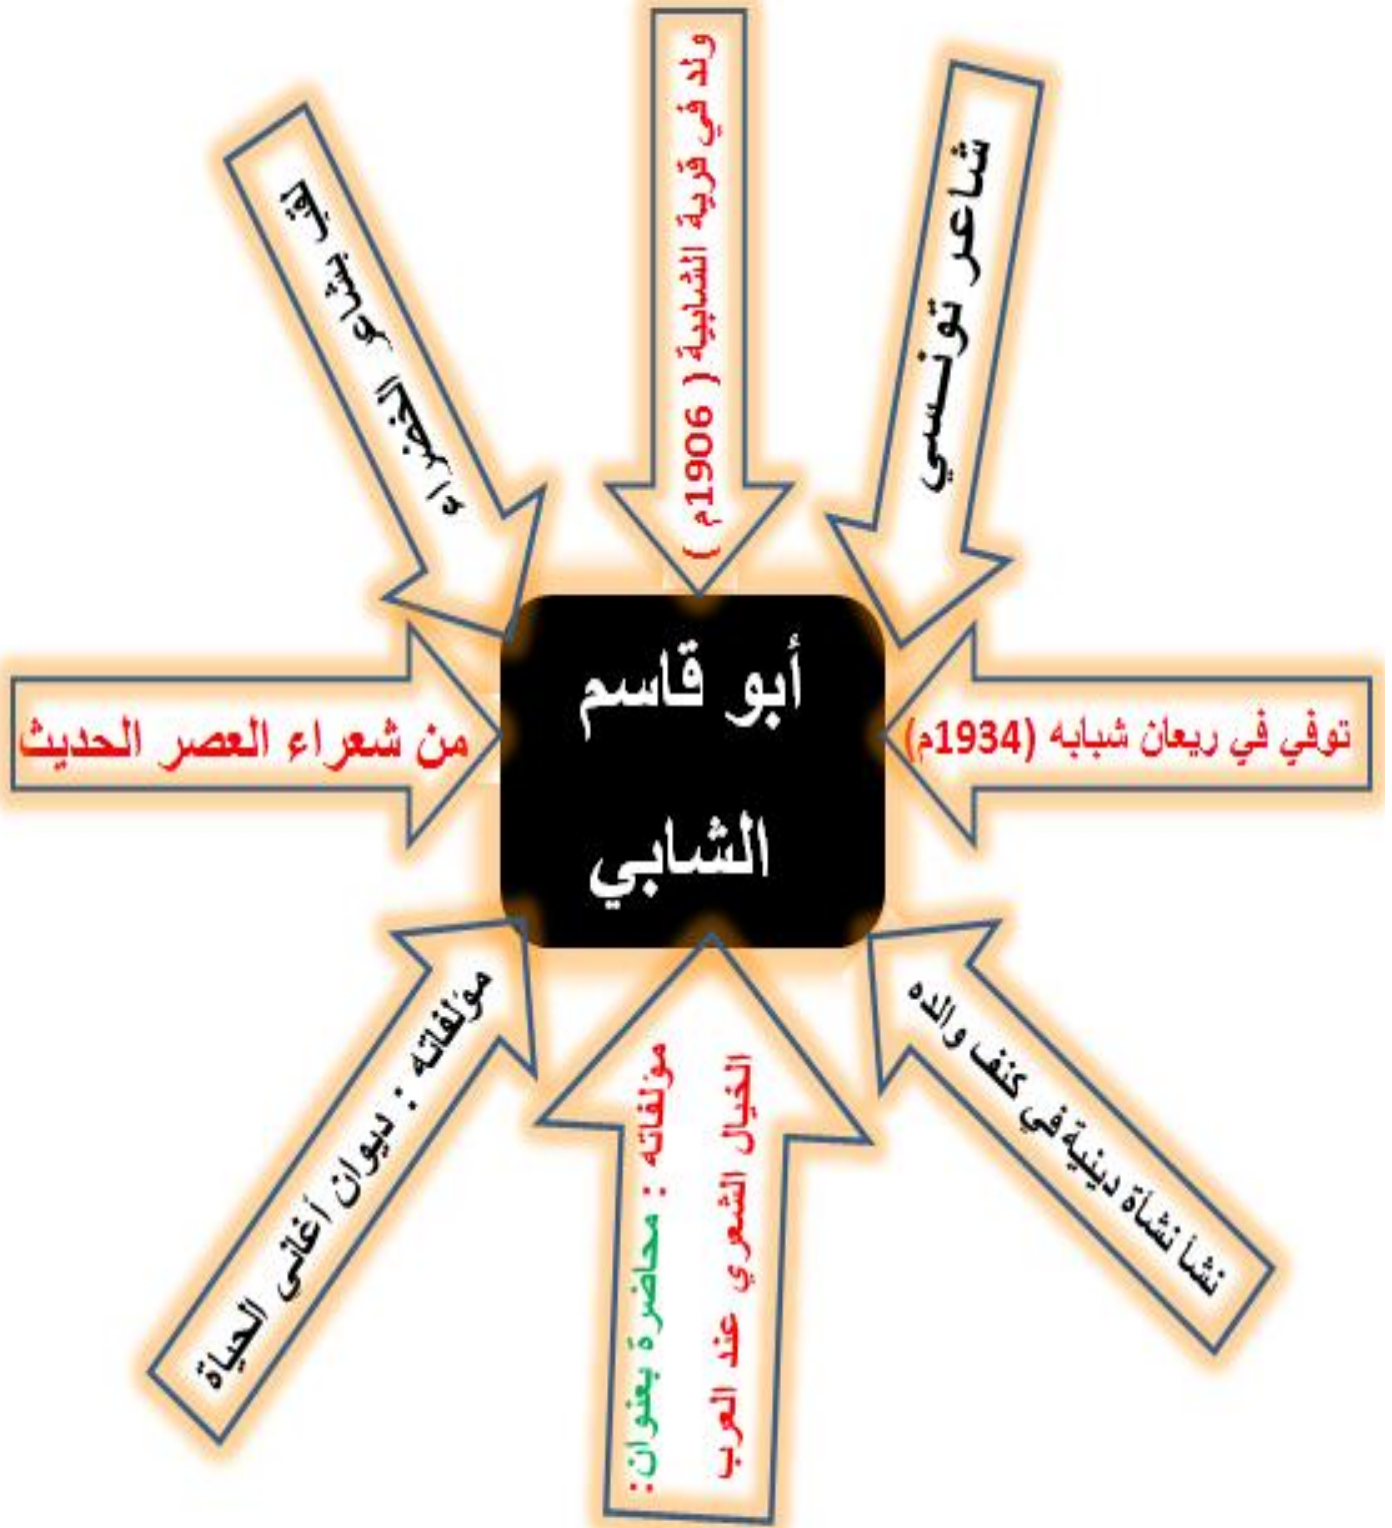 أبو قاسم
الشابي
ولد في قرية الشابية ( 1906م )
شاعر تونسي
توفي في ريعان شبابه (1934م)
نشأ نشأة دينية في كنف والده
مؤلفاته : محاضرة بعنوان:
الخيال الشعري عند العرب
مؤلفاته : ديوان أغاني الحياة
من شعراء العصر الحديث
لقب بشاعر الخضراء